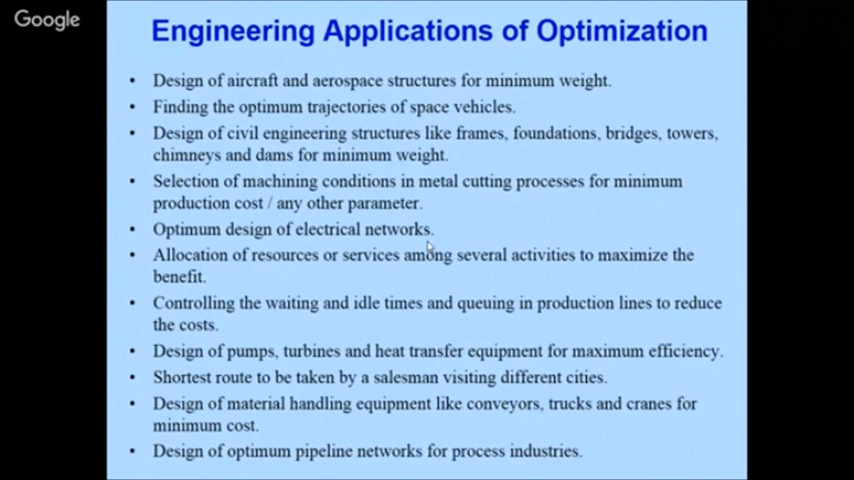 Google
Engineering Applications of Optimization
• Design of aircraft and aerospace structures for minimum weight.
• Finding the optimum trajectories of space vehicles.
• Design of civil engineering structures like frames, foundations, bridges, towers,
chimneys and dams for minimum weight.
• Selection of machining conditions in metal cutting processes for minimum
production cost / any other parameter.
• Optimum design of electrical networks.
• Allocation of resources or services among several activities to maximize the
benefit.
• Controlling the waiting and idle times and queuing in production lines to reduce
the costs.
• Design of pumps, turbines and heat transfer equipment for maximum efficiency.
• Shortest route to be taken by a salesman visiting different cities.
• Design of material handling equipment like conveyors, trucks and cranes for
minimum cost.
• Design of optimum pipeline networks for process industries.